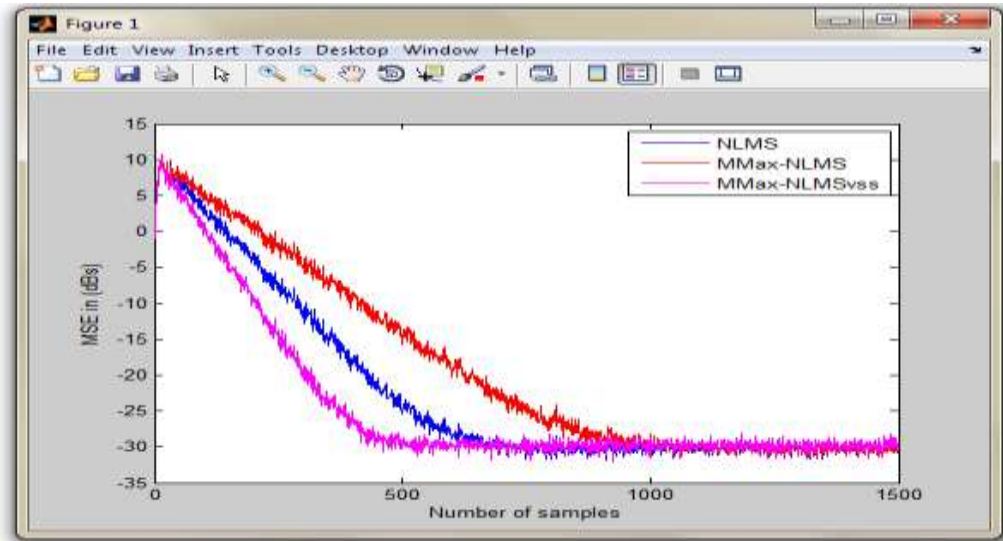 Figure 1
File Edit View Insert Tools Desktop Window Help
15
10
5
0
-5
-10
-15
-20
-25
-30
-35
MSE in (dBs)
NLMS
MMax-NLMS
MMax-NLMSvss
0
500
1000
1500
Number of samples